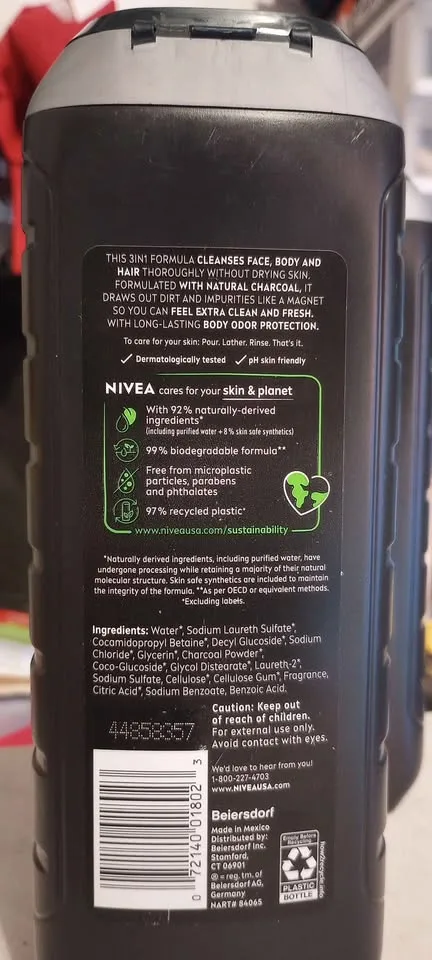 THIS 3IN1 FORMULA CLEANSES FACE, BODY AND
HAIR THOROUGHLY WITHOUT DRYING SKIN.
FORMULATED WITH NATURAL CHARCOAL, IT
DRAWS OUT DIRT AND IMPURITIES LIKE A MAGNET
SO YOU CAN FEEL EXTRA CLEAN AND FRESH.
WITH LONG-LASTING BODY ODOR PROTECTION.
To care for your skin: Pour. Lather. Rinse. That's it.
✓ Dermatologically tested ✓ pH skin friendly
NIVEA cares for your skin & planet
With 92% naturally-derived
ingredients*
(including purified water + 8% skin safe synthetics)
99% biodegradable formula**
Free from microplastic
particles, parabens
and phthalates
97% recycled plastic⁺
www.niveausa.com/sustainability
*Naturally derived ingredients, including purified water, have
undergone processing while retaining a majority of their natural
molecular structure. Skin safe synthetics are included to maintain
the integrity of the formula. **As per OECD or equivalent methods.
⁺Excluding labels.
Ingredients: Water*, Sodium Laureth Sulfate*,
Cocamidopropyl Betaine*, Decyl Glucoside*, Sodium
Chloride*, Glycerin*, Charcoal Powder*,
Coco-Glucoside*, Glycol Distearate*, Laureth-2*,
Sodium Sulfate, Cellulose*, Cellulose Gum*, Fragrance,
Citric Acid*, Sodium Benzoate, Benzoic Acid.
Caution: Keep out
of reach of children.
For external use only.
Avoid contact with eyes.
44858357
We'd love to hear from you!
1-800-227-4703
www.NIVEAUSA.com
Beiersdorf
Made in Mexico
Distributed by:
Beiersdorf Inc.
Stamford,
CT 06901
® = reg. tm. of
Beiersdorf AG,
Germany
NART# 84065
0 72140 01802 3
Empty Before
Recycling
PLASTIC
BOTTLE
how2recycle.info